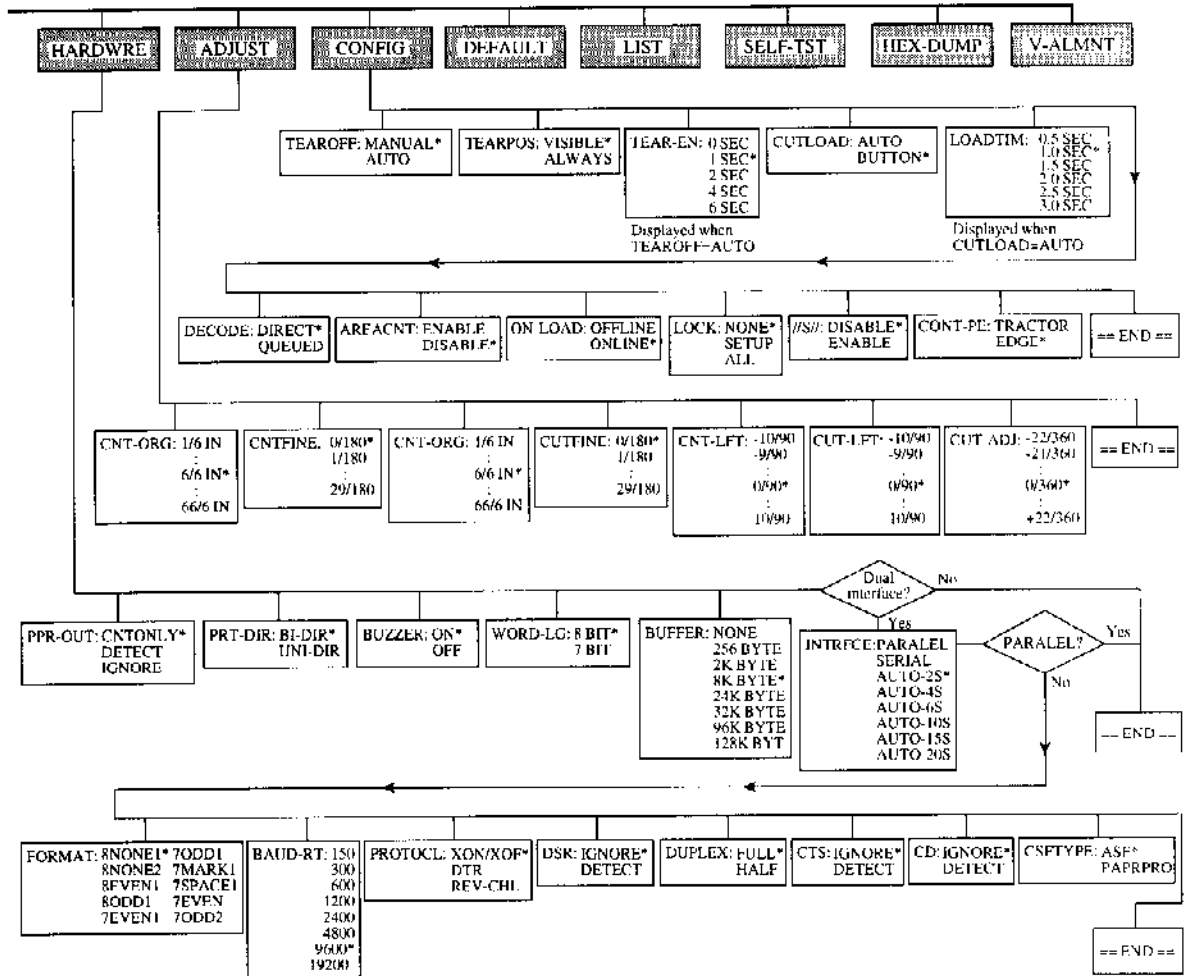 HARDWRE ADJUST CONFIG DEFAULT LIST SELF-TST HEX-DUMP V-ALMNT
TEAROFF: MANUAL*
AUTO
TEARPOS: VISIBLE*
ALWAYS
TEAR-EN: 0 SEC
1 SEC*
2 SEC
4 SEC
6 SEC
Displayed when
TEAROFF=AUTO
CUTLOAD: AUTO
BUTTON*
LOADTIM: 0.5 SEC
1.0 SEC*
1.5 SEC
2.0 SEC
2.5 SEC
3.0 SEC
Displayed when
CUTLOAD=AUTO
DECODE: DIRECT*
QUEUED
AREACNT: ENABLE
DISABLE*
ON LOAD: OFFLINE
ONLINE*
LOCK: NONE*
SETUP
ALL
//S//: DISABLE*
ENABLE
CONT-PE: TRACTOR
EDGE*
== END ==
CNT-ORG: 1/6 IN
:
6/6 IN*
:
66/6 IN
CNTFINE. 0/180*
1/180
:
29/180
CNT-ORG: 1/6 IN
:
6/6 IN*
:
66/6 IN
CUTFINE: 0/180*
1/180
:
29/180
CNT-LFT: -10/90
-9/90
:
0/90*
:
10/90
CUT-LFT: -10/90
-9/90
:
0/90*
:
10/90
CUT ADJ: -22/360
-21/360
:
0/360*
:
+22/360
== END ==
PPR-OUT: CNTONLY*
DETECT
IGNORE
PRT-DIR: BI-DIR*
UNI-DIR
BUZZER: ON*
OFF
WORD-LG: 8 BIT*
7 BIT
BUFFER: NONE
256 BYTE
2K BYTE
8K BYTE*
24K BYTE
32K BYTE
96K BYTE
128K BYT
Dual
interface?
No
Yes
INTRFCE:PARALEL
SERIAL
AUTO-2S*
AUTO-4S
AUTO-6S
AUTO-10S
AUTO-15S
AUTO 20S
PARALEL?
Yes
No
== END ==
FORMAT: 8NONE1* 7ODD1
8NONE2 7MARK1
8EVEN1 7SPACE1
8ODD1 7EVEN
7EVEN1 7ODD2
BAUD-RT: 150
300
600
1200
2400
4800
9600*
19200
PROTOCL: XON/XOF*
DTR
REV-CHL
DSR: IGNORE*
DETECT
DUPLEX: FULL*
HALF
CTS: IGNORE*
DETECT
CD: IGNORE*
DETECT
CSFTYPE: ASF*
PAPRPRO
== END ==